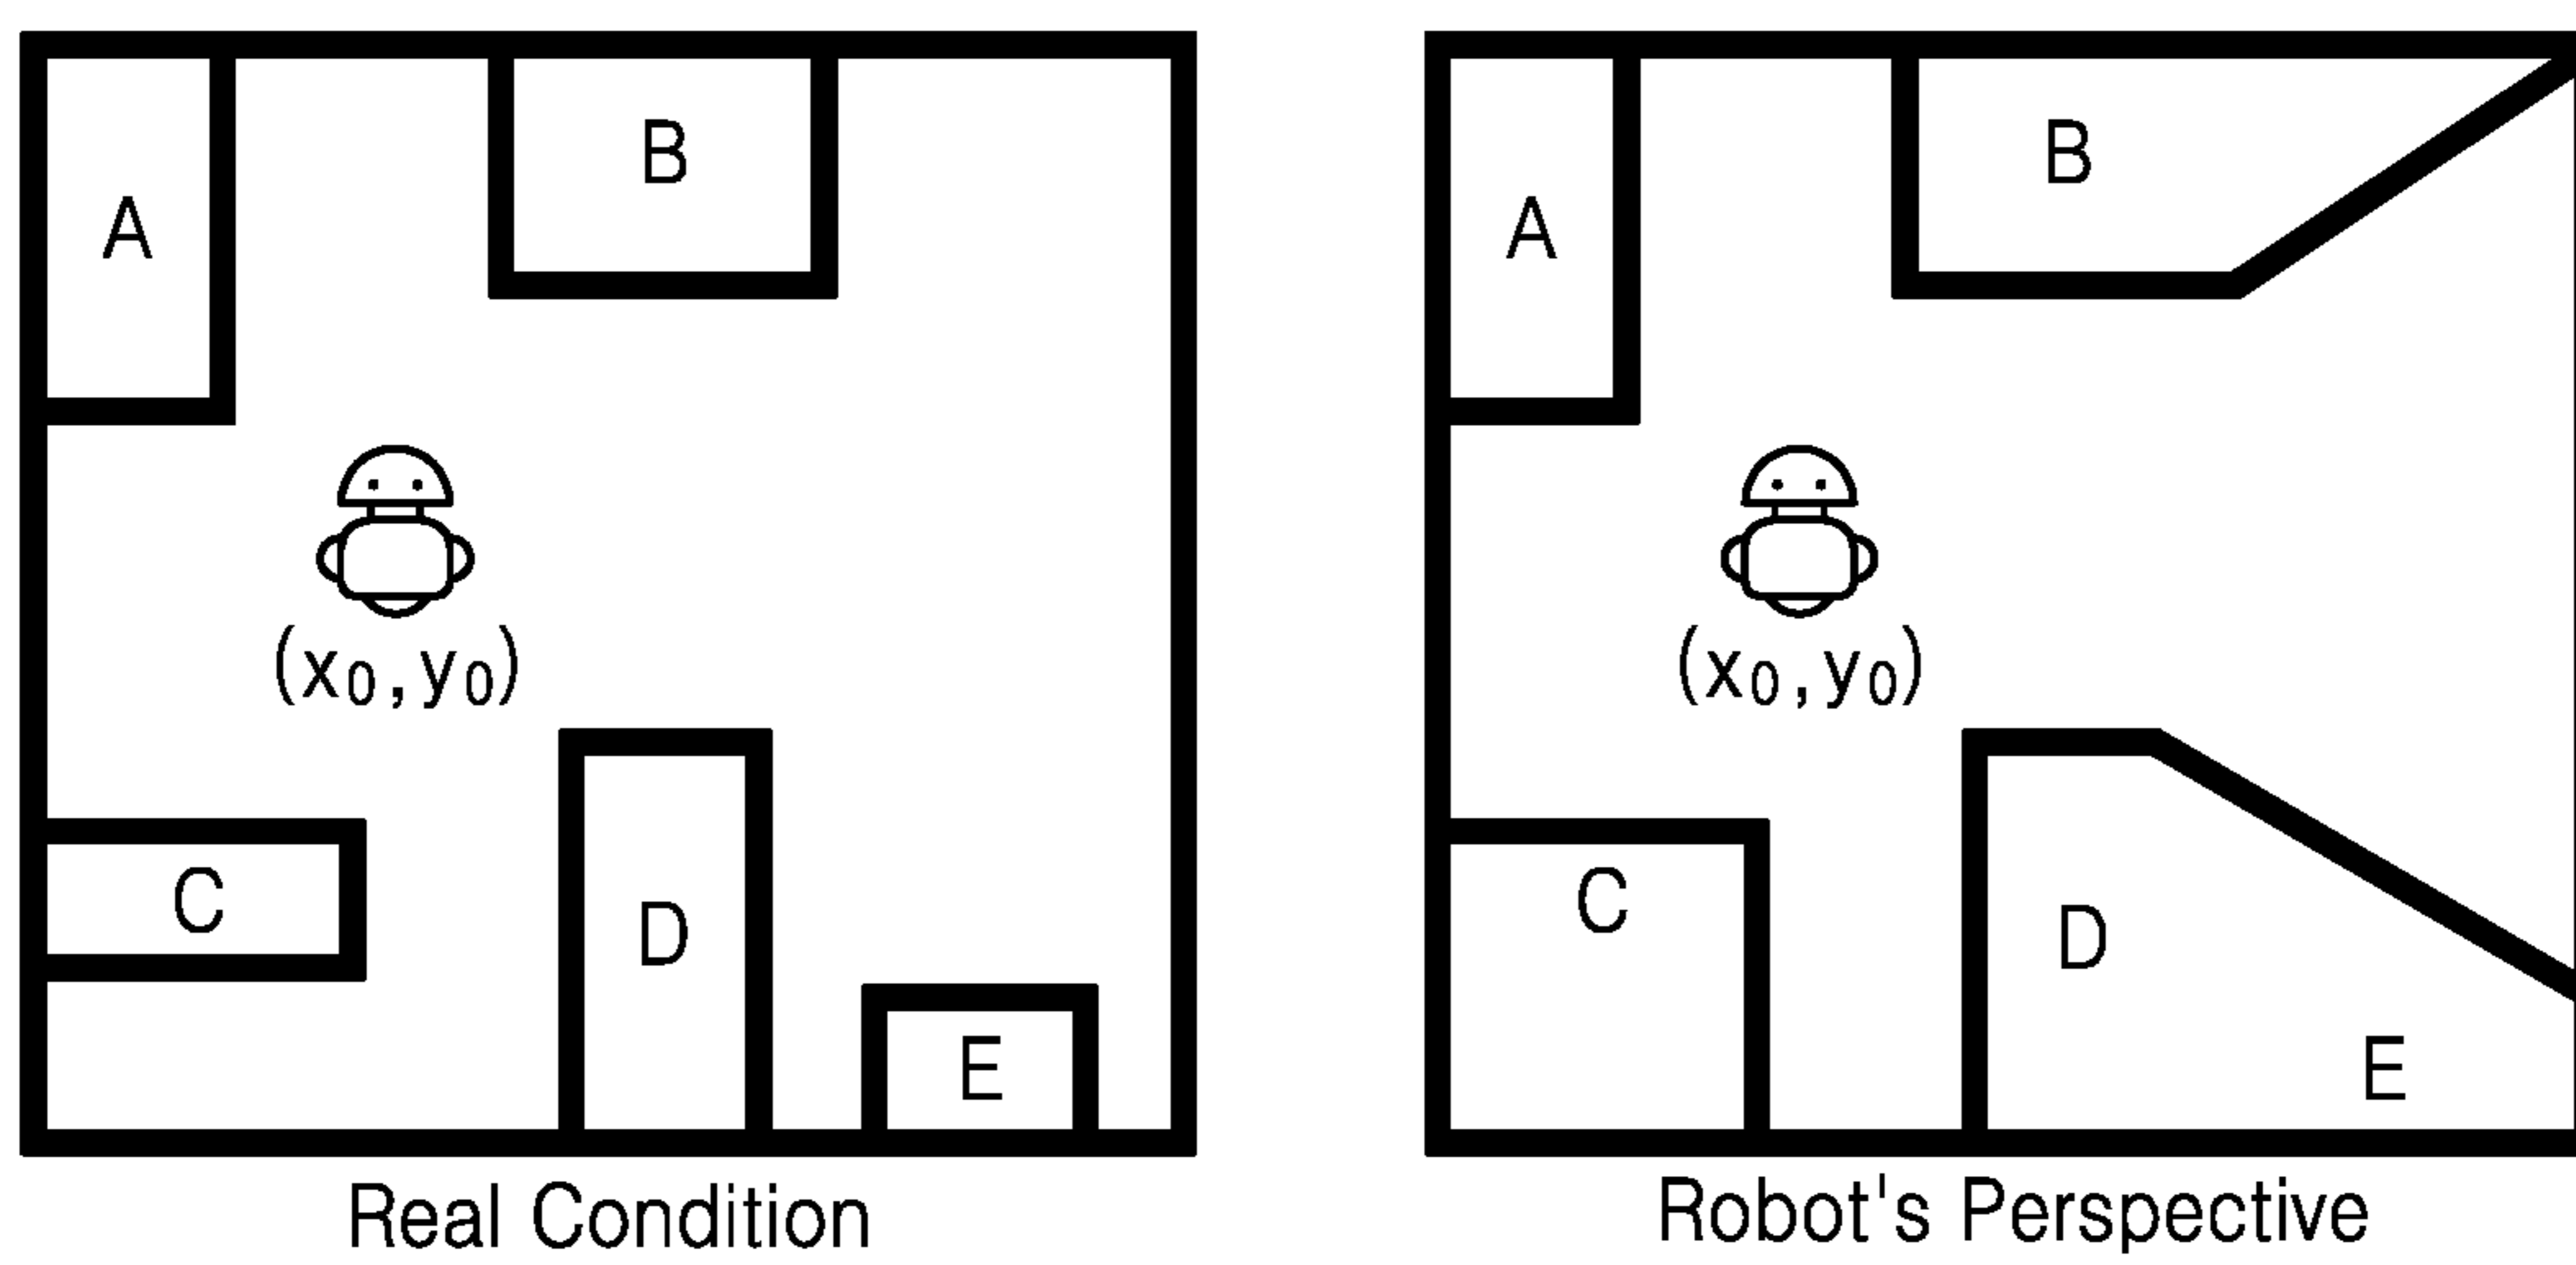 A
B
(x₀,y₀)
C
D
E
Real Condition
A
B
(x₀,y₀)
C
D
E
Robot's Perspective